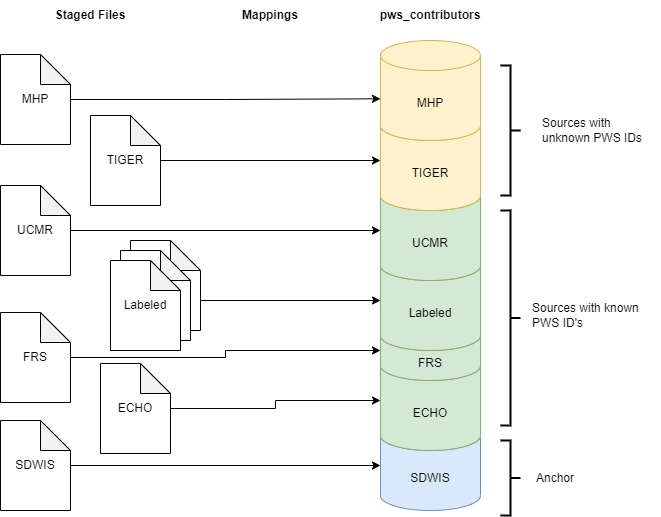 Staged Files
Mappings
pws_contributors
MHP
MHP
Sources with
unknown PWS IDs
TIGER
TIGER
UCMR
UCMR
Labeled
Labeled
Sources with known
PWS ID's
FRS
FRS
ECHO
ECHO
SDWIS
SDWIS
Anchor